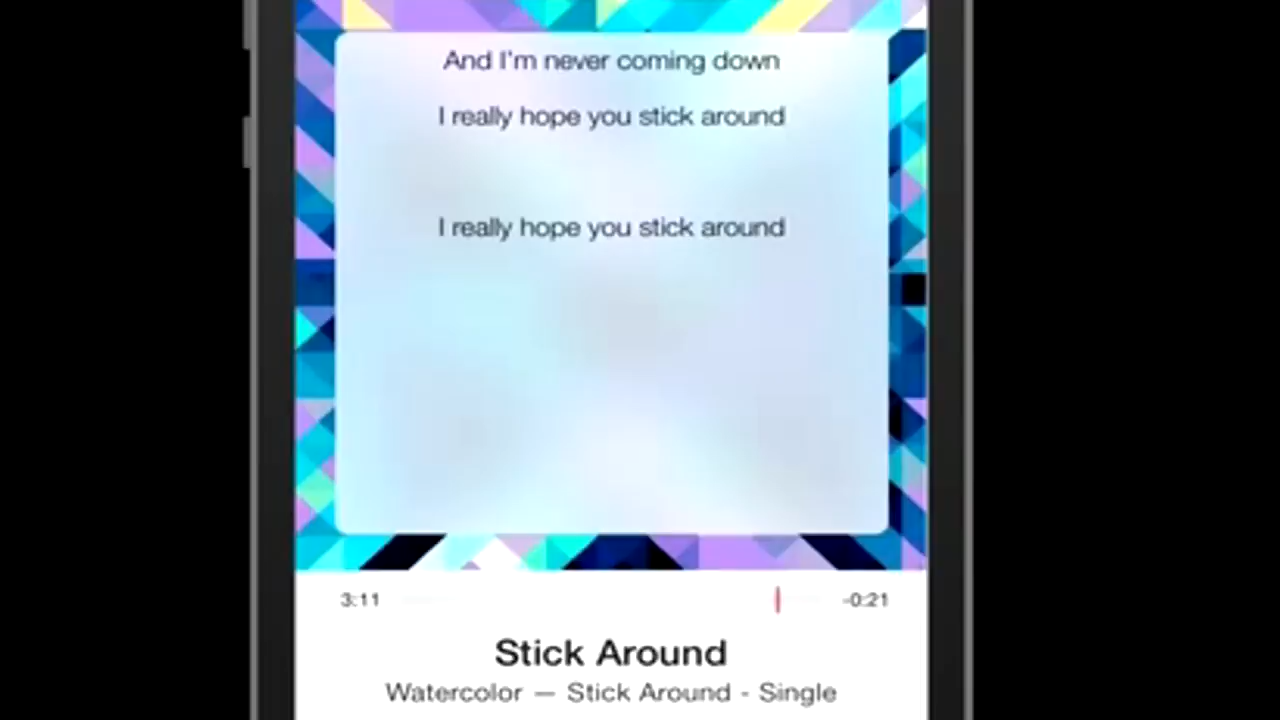 And I'm never coming down
I really hope you stick around
I really hope you stick around
3:11
-0:21
Stick Around
Watercolor — Stick Around - Single